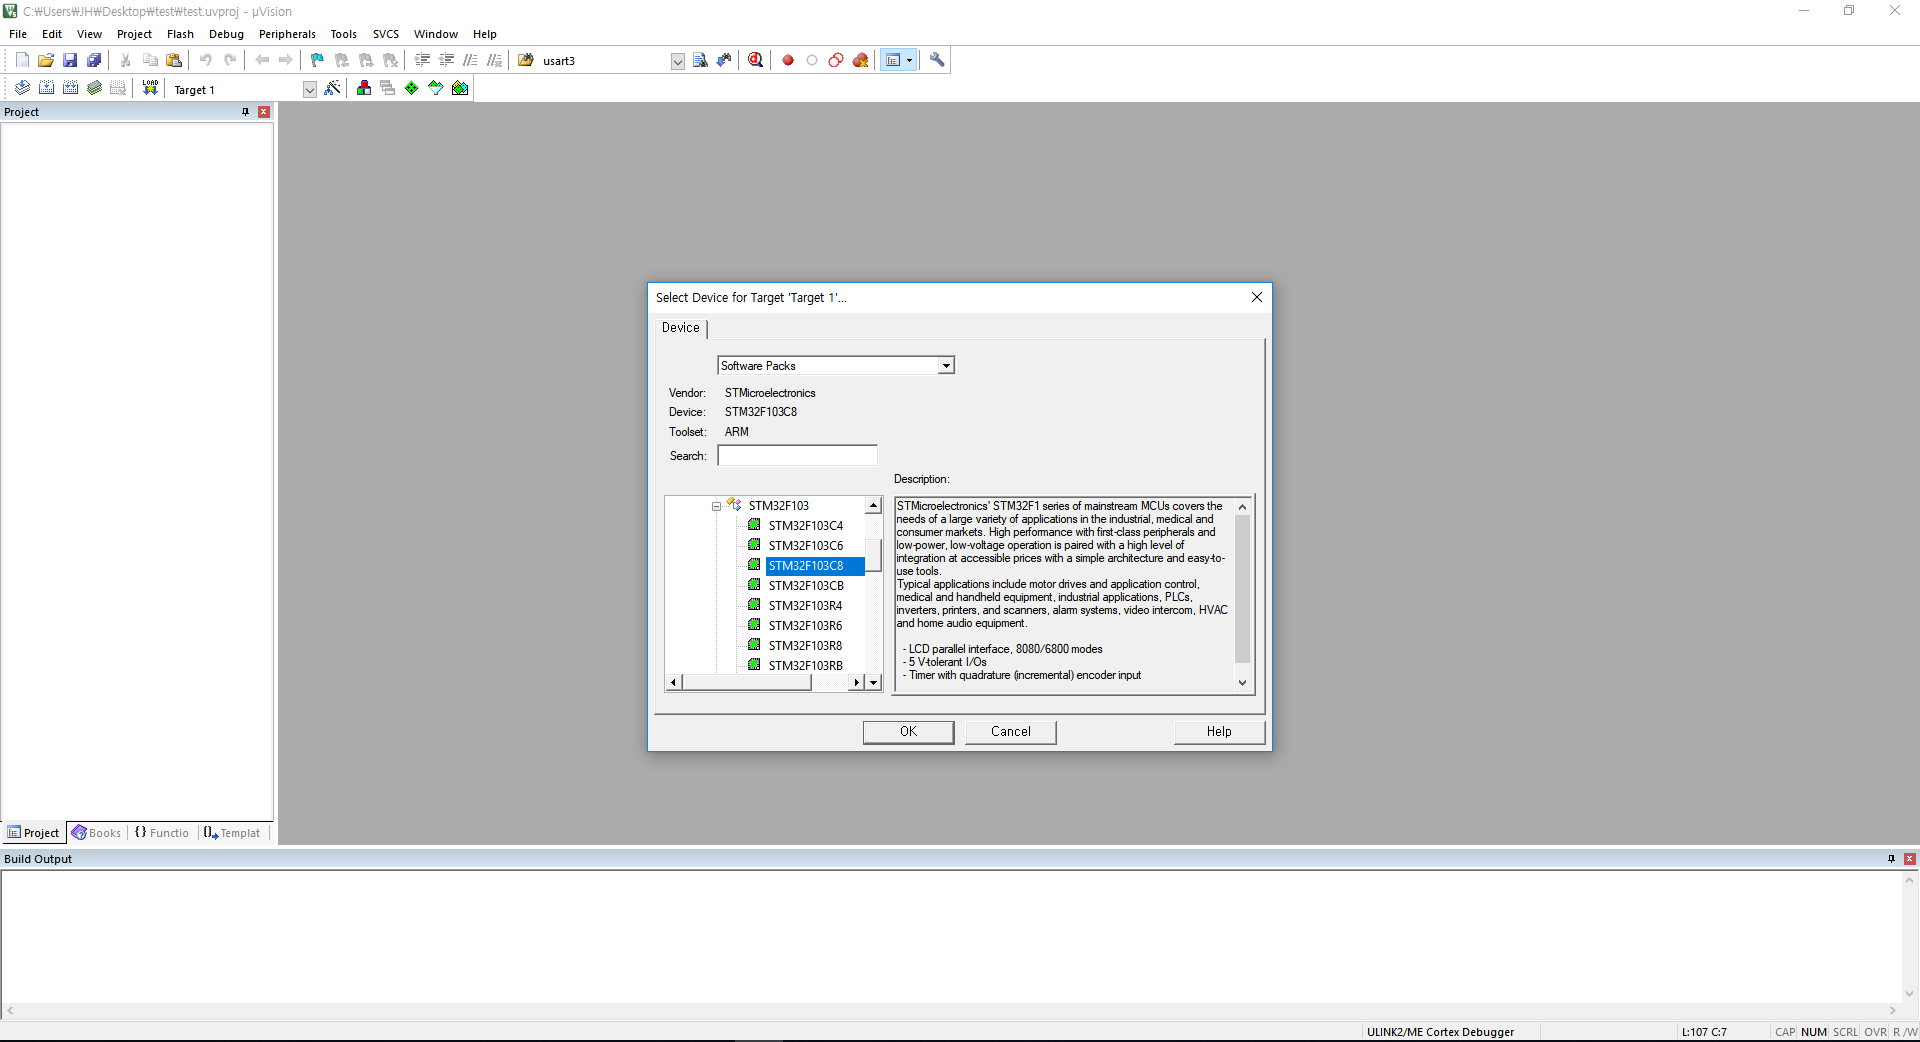 C:₩Users₩JH₩Desktop₩test₩test.uvproj - µVision
File Edit View Project Flash Debug Peripherals Tools SVCS Window Help
usart3
LOAD Target 1
Project
Select Device for Target 'Target 1'...
Device
Software Packs
Vendor: STMicroelectronics
Device: STM32F103C8
Toolset: ARM
Search:
Description:
STM32F103
STM32F103C4
STM32F103C6
STM32F103C8
STM32F103CB
STM32F103R4
STM32F103R6
STM32F103R8
STM32F103RB
STMicroelectronics' STM32F1 series of mainstream MCUs covers the
needs of a large variety of applications in the industrial, medical and
consumer markets. High performance with first-class peripherals and
low-power, low-voltage operation is paired with a high level of
integration at accessible prices with a simple architecture and easy-to-
use tools.
Typical applications include motor drives and application control,
medical and handheld equipment, industrial applications, PLCs,
inverters, printers, and scanners, alarm systems, video intercom, HVAC
and home audio equipment.
- LCD parallel interface, 8080/6800 modes
- 5 V-tolerant I/Os
- Timer with quadrature (incremental) encoder input
OK Cancel Help
Project Books {} Functio {} Templat
Build Output
ULINK2/ME Cortex Debugger L:107 C:7 CAP NUM SCRL OVR R /W